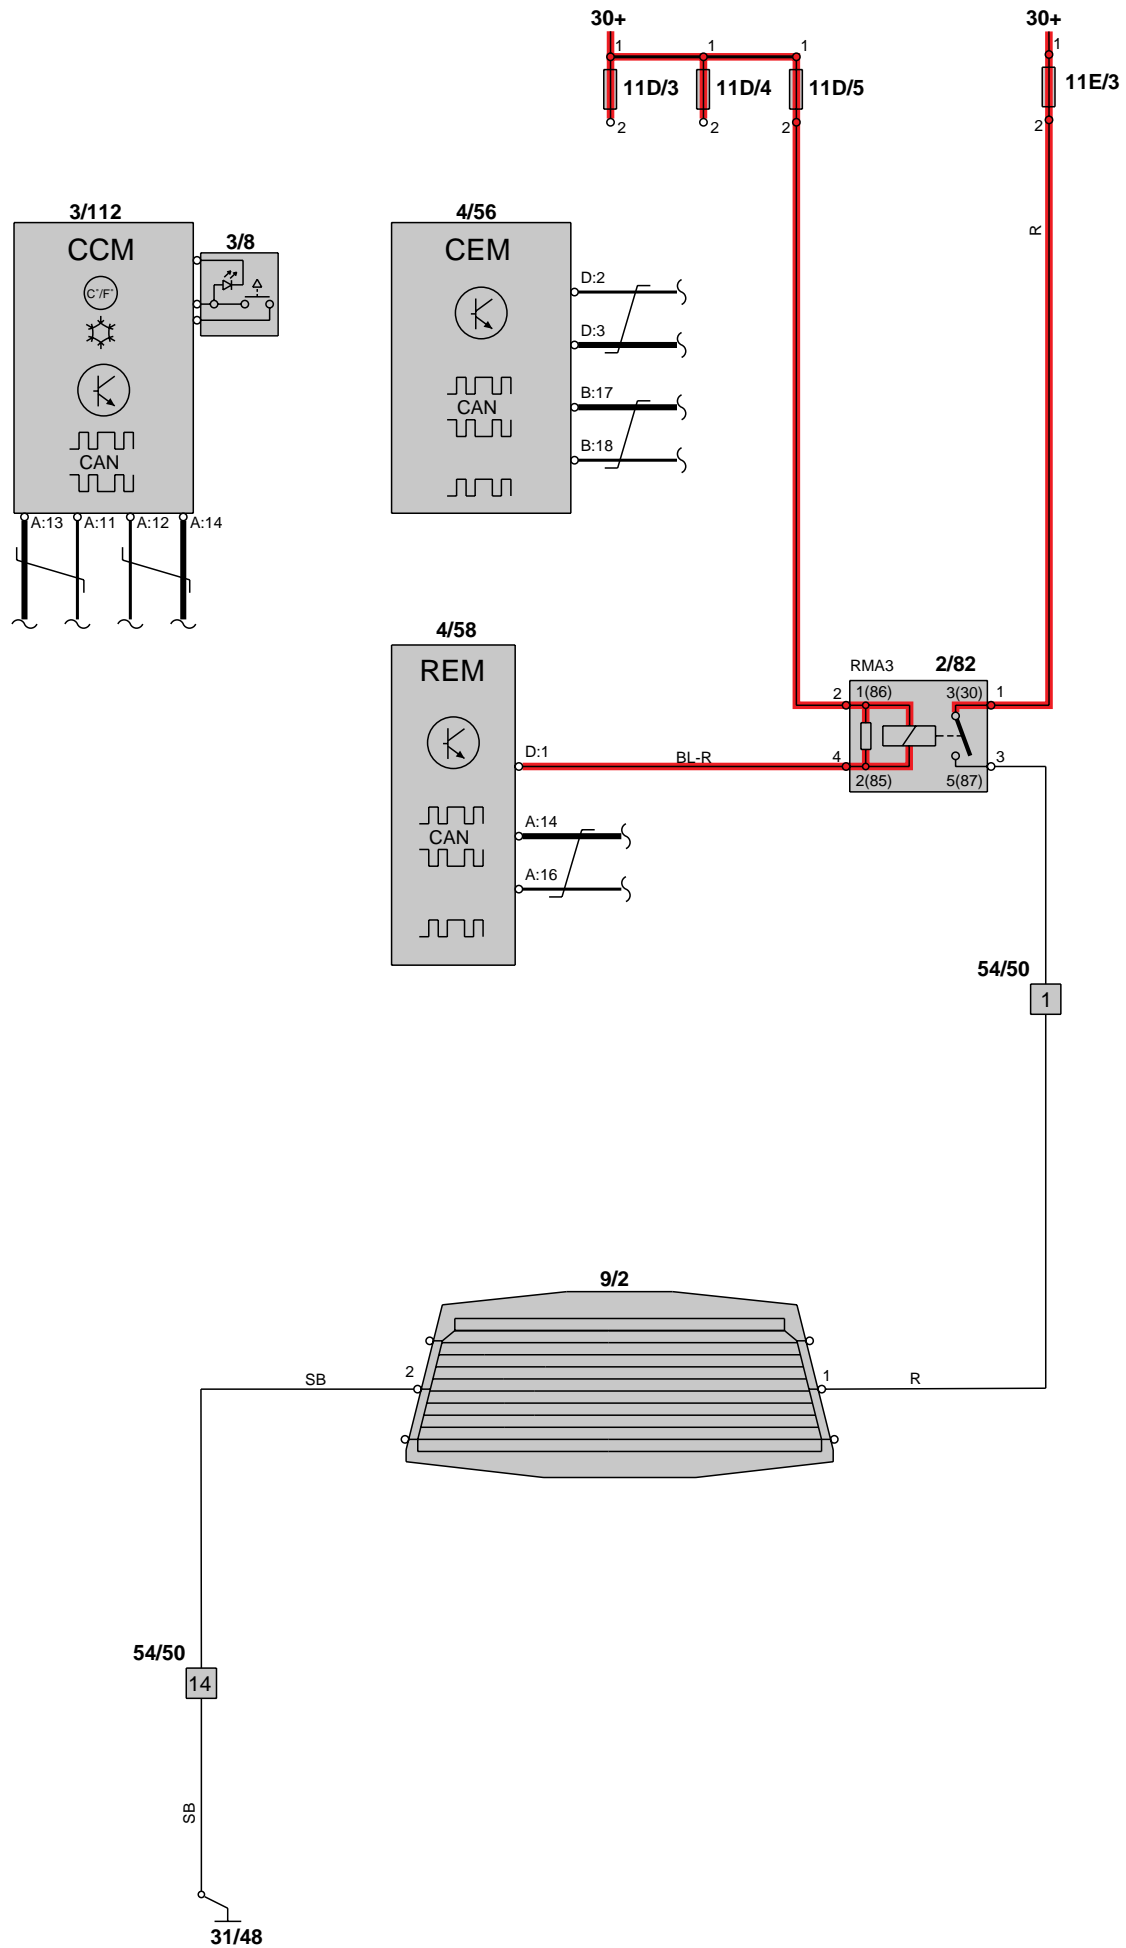 30+ 30+
1 1 1 1
11D/3 11D/4 11D/5 11E/3
2 2 2 2
R
3/112
CCM
C°/F°
CAN
A:13 A:11 A:12 A:14
3/8
4/56
CEM
D:2
D:3
B:17
CAN
B:18
4/58
REM
D:1
BL-R
A:14
CAN
A:16
RMA3 2/82
2 1(86) 3(30) 1
4 2(85) 5(87) 3
54/50
1
9/2
2 1
SB R
54/50
14
SB
31/48